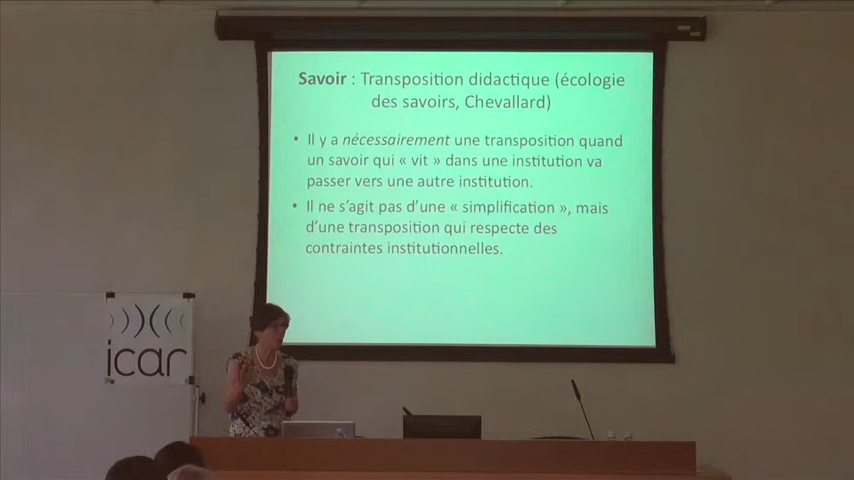 Savoir : Transposition didactique (écologie
des savoirs, Chevallard)
• Il y a nécessairement une transposition quand
un savoir qui « vit » dans une institution va
passer vers une autre institution.
• Il ne s’agit pas d’une « simplification », mais
d’une transposition qui respecte des
contraintes institutionnelles.
icar